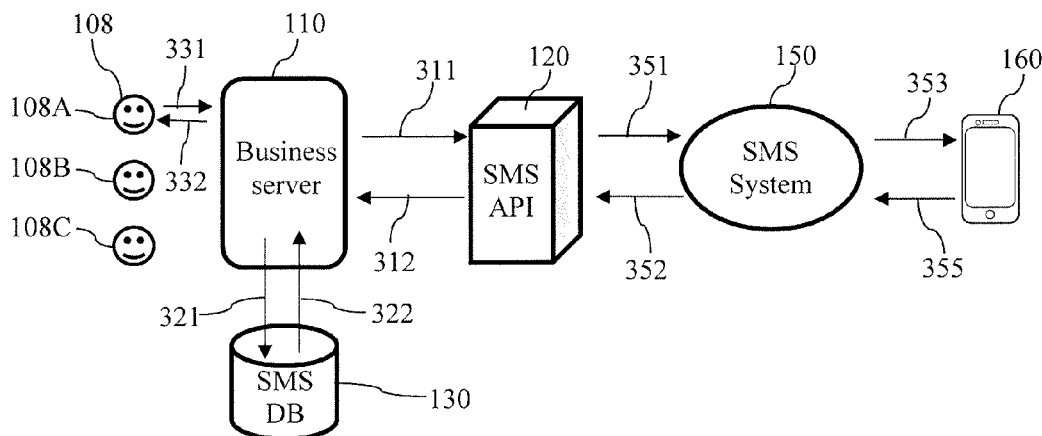 108
331
110
311
120
351
150
353
160
108A
332
Business
server
SMS
API
SMS
System
108B
108C
312
352
355
321
322
SMS
DB
130